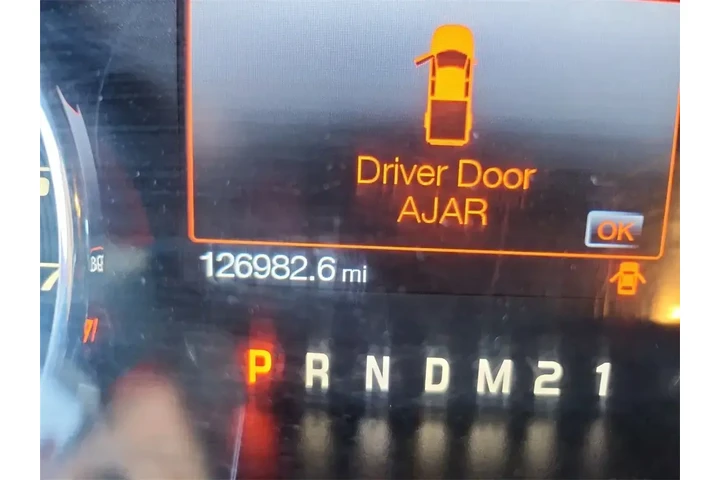 Driver Door
AJAR
OK
126982.6 mi
P R N D M 2 1